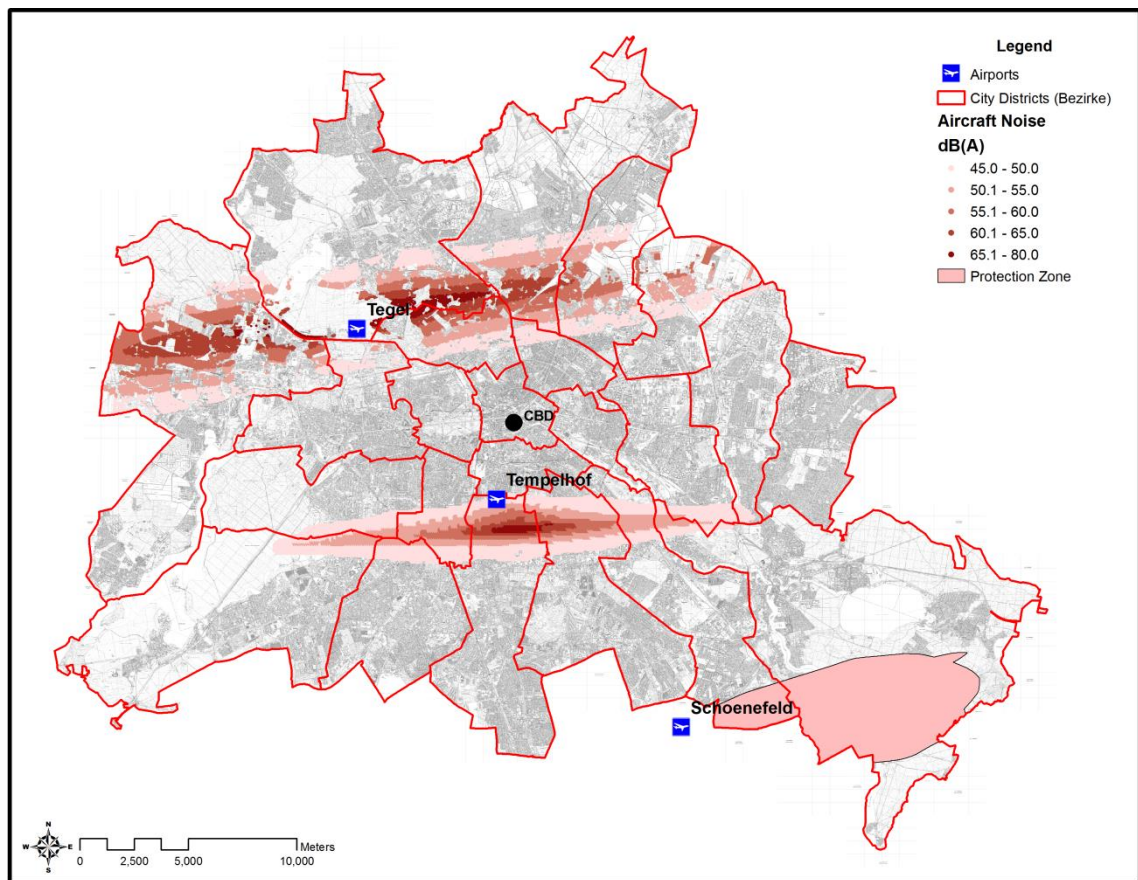 Legend
Airports
City Districts (Bezirke)
Aircraft Noise
dB(A)
45.0 - 50.0
50.1 - 55.0
55.1 - 60.0
60.1 - 65.0
65.1 - 80.0
Protection Zone
Tegel
CBD
Tempelhof
Schoenefeld
N
W E
S
Meters
0 2,500 5,000 10,000